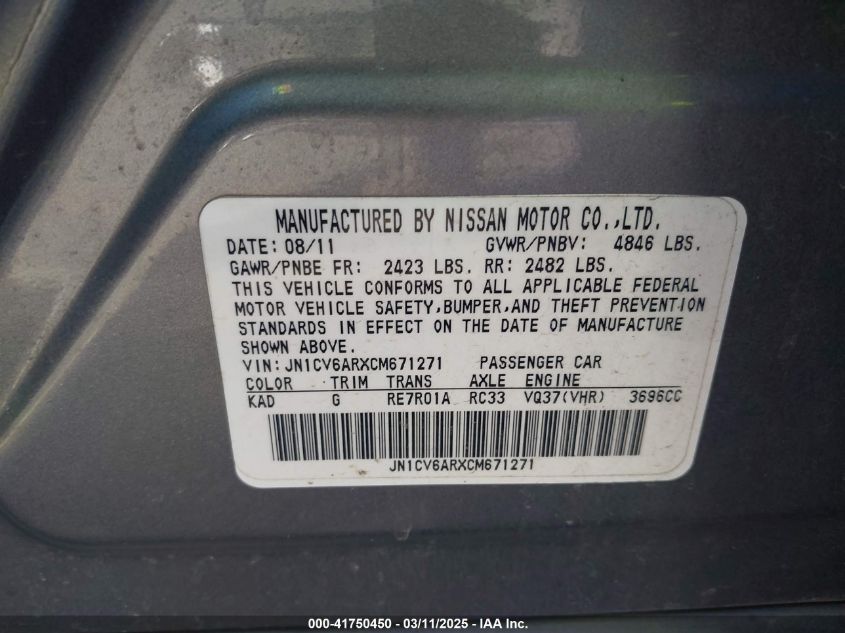 MANUFACTURED BY NISSAN MOTOR CO.,LTD.
DATE: 08/11 GVWR/PNBV: 4846 LBS.
GAWR/PNBE FR: 2423 LBS. RR: 2482 LBS.
THIS VEHICLE CONFORMS TO ALL APPLICABLE FEDERAL
MOTOR VEHICLE SAFETY,BUMPER,AND THEFT PREVENTION
STANDARDS IN EFFECT ON THE DATE OF MANUFACTURE
SHOWN ABOVE.
VIN: JN1CV6ARXCM671271 PASSENGER CAR
COLOR TRIM TRANS AXLE ENGINE
KAD G RE7R01A RC33 VQ37(VHR) 3696CC
JN1CV6ARXCM671271
000-41750450 - 03/11/2025 - IAA Inc.